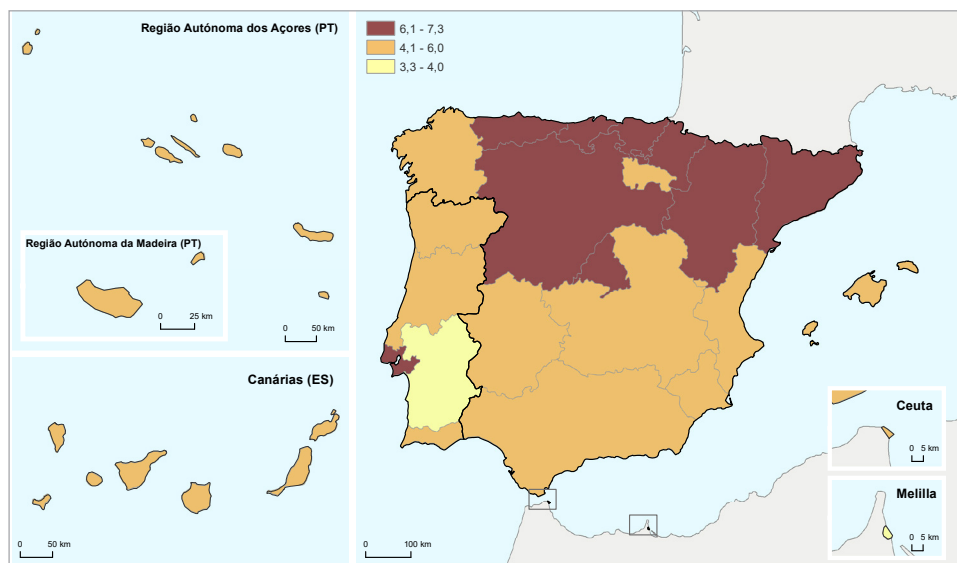 Região Autónoma dos Açores (PT)
6,1 - 7,3
4,1 - 6,0
3,3 - 4,0
Região Autónoma da Madeira (PT)
0 25 km
0 50 km
Canárias (ES)
0 50 km
0 100 km
Ceuta
0 5 km
Melilla
0 5 km